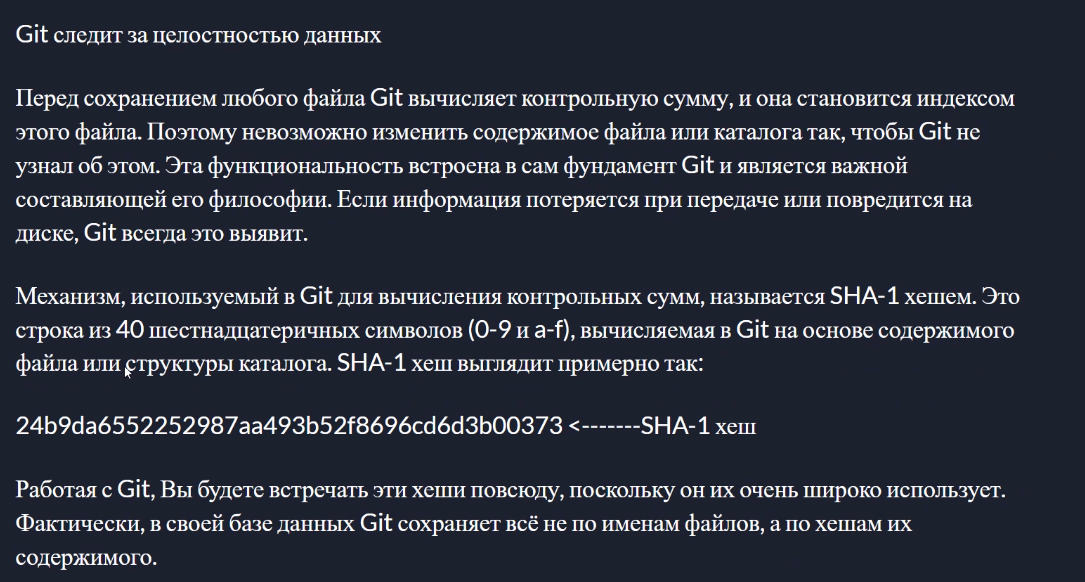 Git следит за целостностью данных
Перед сохранением любого файла Git вычисляет контрольную сумму, и она становится индексом
этого файла. Поэтому невозможно изменить содержимое файла или каталога так, чтобы Git не
узнал об этом. Эта функциональность встроена в сам фундамент Git и является важной
составляющей его философии. Если информация потеряется при передаче или повредится на
диске, Git всегда это выявит.
Механизм, используемый в Git для вычисления контрольных сумм, называется SHA-1 хешем. Это
строка из 40 шестнадцатеричных символов (0-9 и a-f), вычисляемая в Git на основе содержимого
файла или структуры каталога. SHA-1 хеш выглядит примерно так:
24b9da6552252987aa493b52f8696cd6d3b00373 <-------SHA-1 хеш
Работая с Git, Вы будете встречать эти хеши повсюду, поскольку он их очень широко использует.
Фактически, в своей базе данных Git сохраняет всё не по именам файлов, а по хешам их
содержимого.